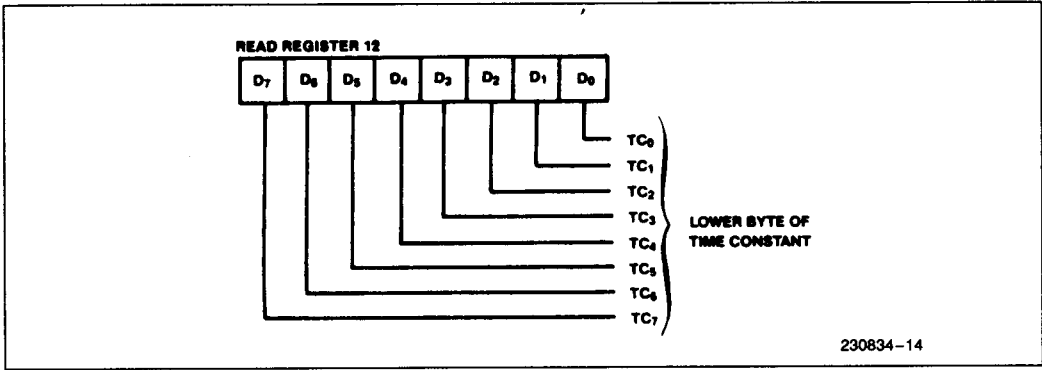 READ REGISTER 12
D₇ D₆ D₅ D₄ D₃ D₂ D₁ D₀
TC₀
TC₁
TC₂
TC₃
TC₄
TC₅
TC₆
TC₇
LOWER BYTE OF
TIME CONSTANT
230834–14